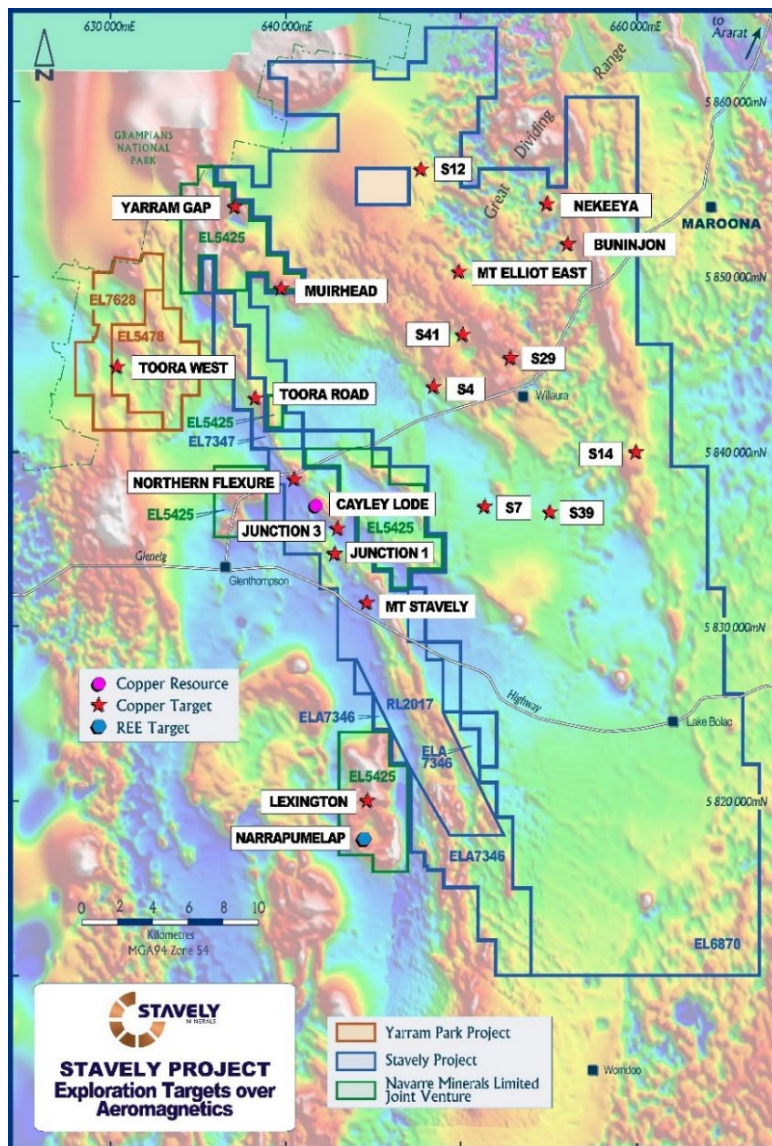 630 000mE
640 000mE
660 000mE
to
Ararat
N
GRAMPIANS
NATIONAL
PARK
Great
Dividing
Range
5 860 000mN
S12
YARRAM GAP
NEKEEYA
MAROONA
EL5425
BUNINJON
MT ELLIOT EAST
5 850 000mN
EL7628
MUIRHEAD
EL5478
S41
S29
TOORA WEST
S4
TOORA ROAD
Willaura
EL5425
EL7347
S14
5 840 000mN
NORTHERN FLEXURE
CAYLEY LODE
S7
S39
EL5425
JUNCTION 3
EL5425
JUNCTION 1
Glenelg
Glenthompson
MT STAVELY
5 830 000mN
Copper Resource
Copper Target
REE Target
ELA7346
RL2017
Highway
Lake Bolac
ELA
7346
EL5425
LEXINGTON
5 820 000mN
NARRAPUMELAP
ELA7346
0 2 4 6 8 10
Kilometres
MGA94 Zone 54
EL6870
STAVELY
MINERALS
STAVELY PROJECT
Exploration Targets over
Aeromagnetics
Yarram Park Project
Stavely Project
Navarre Minerals Limited
Joint Venture
Worndoo